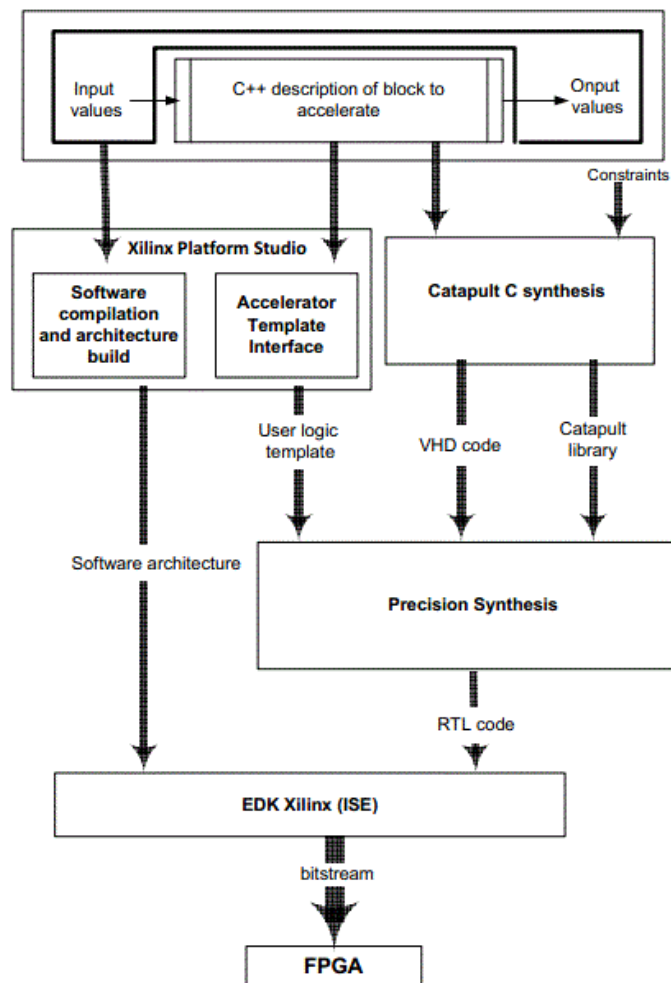 Input
values
C++ description of block to
accelerate
Onput
values
Constraints
Xilinx Platform Studio
Software
compilation
and architecture
build
Accelerator
Template
Interface
Catapult C synthesis
User logic
template
VHD code
Catapult
library
Software architecture
Precision Synthesis
RTL code
EDK Xilinx (ISE)
bitstream
FPGA